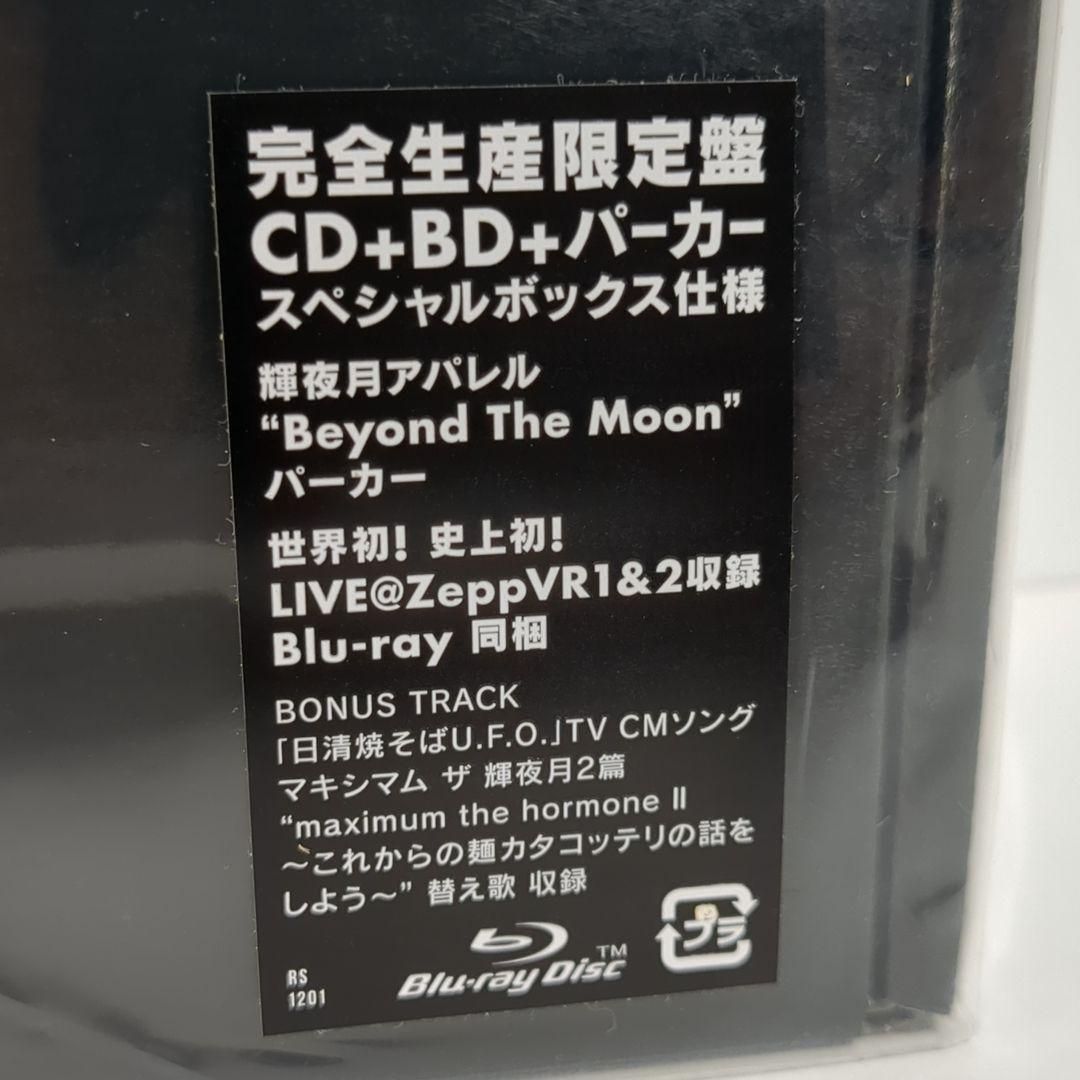 完全生産限定盤
CD+BD+パーカー
スペシャルボックス仕様
輝夜月アパレル
“Beyond The Moon”
パーカー
世界初! 史上初!
LIVE@ZeppVR1&2収録
Blu-ray 同梱
BONUS TRACK
「日清焼そばU.F.O.」TV CMソング
マキシマム ザ 輝夜月2篇
“maximum the hormone II
～これからの麺カタコッテリの話を
しよう～” 替え歌 収録
Blu-ray Disc™
プラ
RS
1201